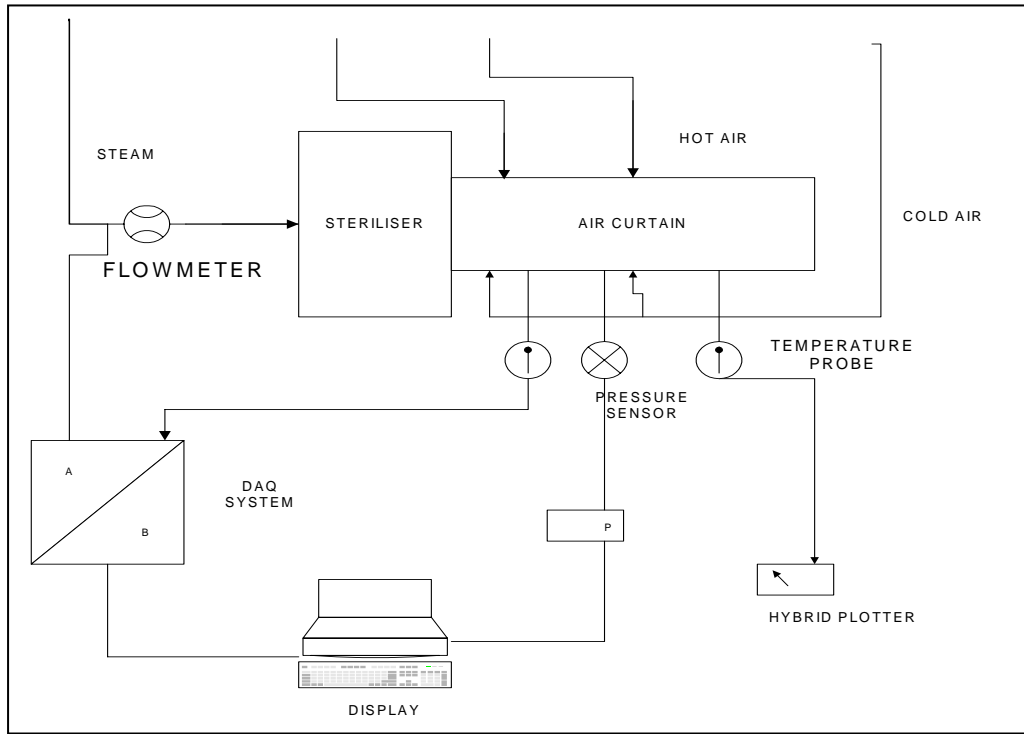 HOT AIR
STEAM
STERILISER
AIR CURTAIN
COLD AIR
FLOWMETER
TEMPERATURE
PROBE
PRESSURE
SENSOR
A
DAQ
SYSTEM
B
P
HYBRID PLOTTER
DISPLAY